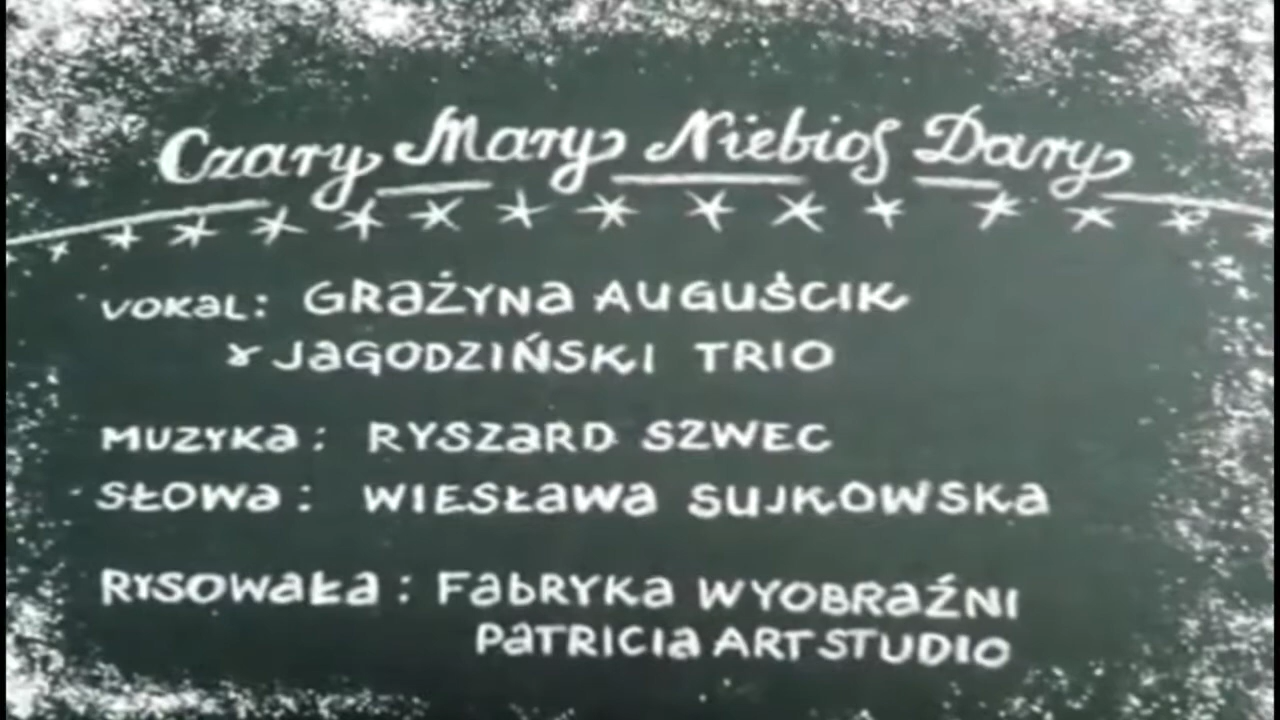 Czary Mary Niebios Dary
VOKAL: GRAŻYNA AUGUŚCIK
& JAGODZIŃSKI TRIO
MUZYKA: RYSZARD SZWEC
SŁOWA: WIESŁAWA SUJKOWSKA
RYSOWAŁA: FABRYKA WYOBRAŹNI
PATRICIA ART STUDIO